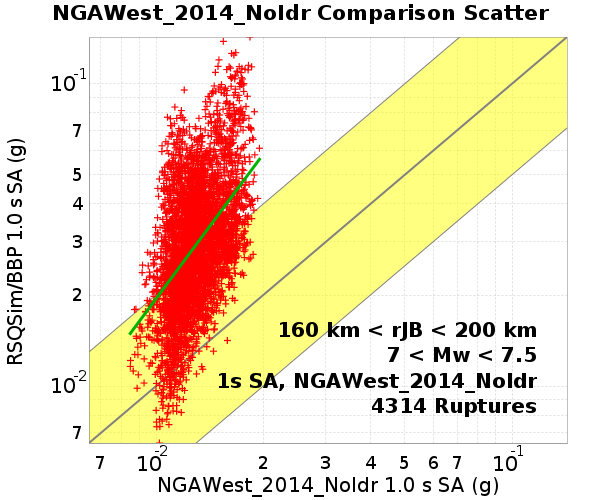 NGAWest_2014_NoIdr Comparison Scatter
RSQSim/BBP 1.0 s SA (g)
10-1
7
5
4
3
2
10-2
7
160 km < rJB < 200 km
7 < Mw < 7.5
1s SA, NGAWest_2014_NoIdr
4314 Ruptures
7 10-2 2 3 4 5 6 7 10-1
NGAWest_2014_NoIdr 1.0 s SA (g)